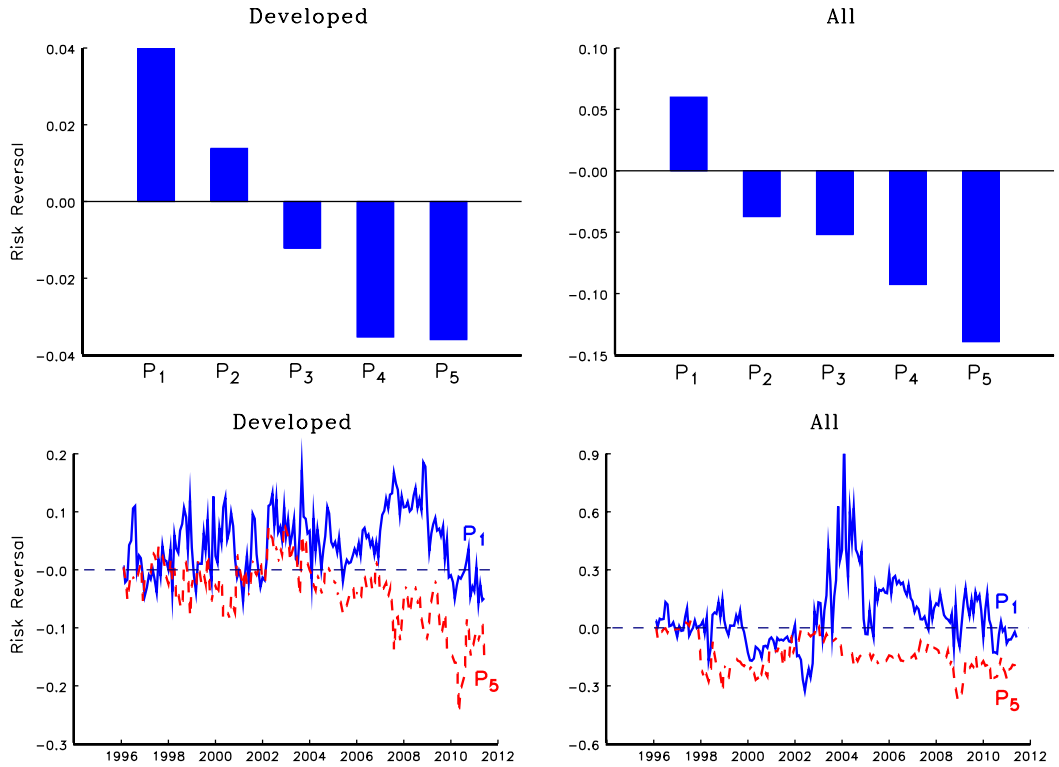 Developed
Risk Reversal
0.04
0.02
0.00
−0.02
−0.04
P1 P2 P3 P4 P5
All
0.10
0.05
−0.00
−0.05
−0.10
−0.15
P1 P2 P3 P4 P5
Developed
Risk Reversal
0.2
0.1
−0.0
−0.1
−0.2
−0.3
P1
P5
1996 1998 2000 2002 2004 2006 2008 2010 2012
All
0.9
0.6
0.3
0.0
−0.3
−0.6
P1
P5
1996 1998 2000 2002 2004 2006 2008 2010 2012